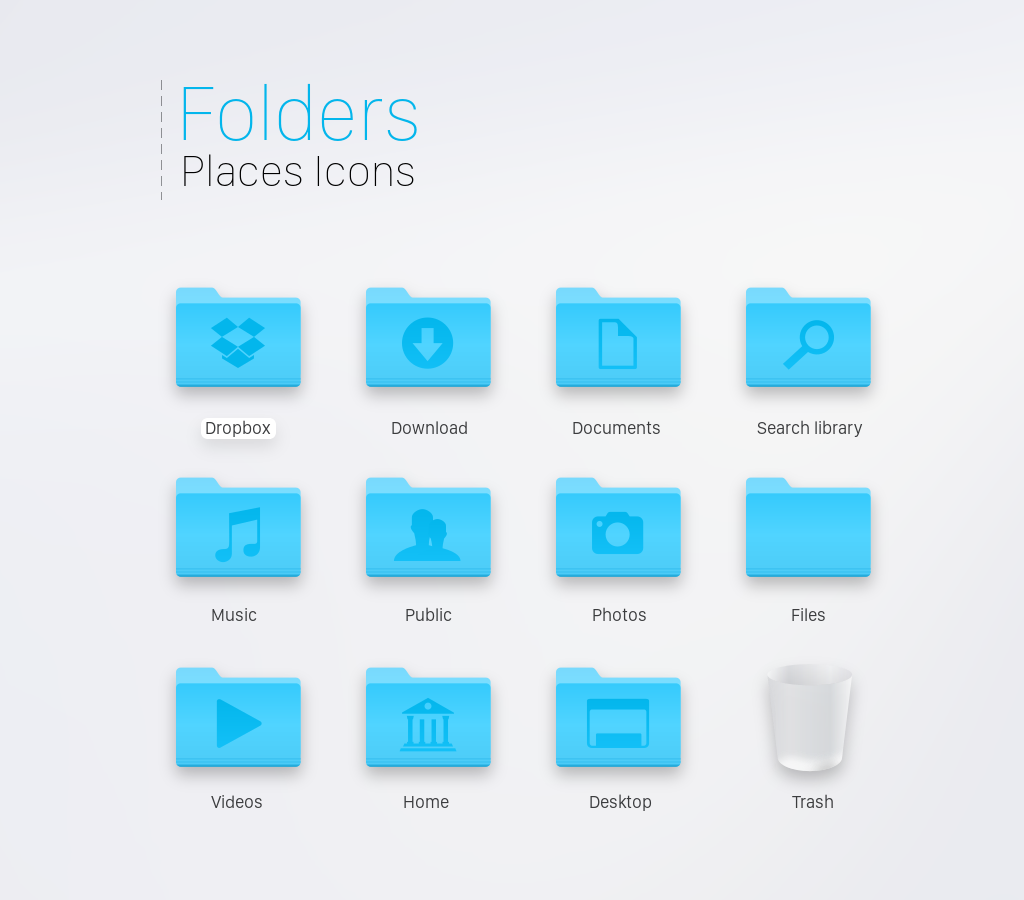 Folders
Places Icons
Dropbox
Download
Documents
Search library
Music
Public
Photos
Files
Videos
Home
Desktop
Trash